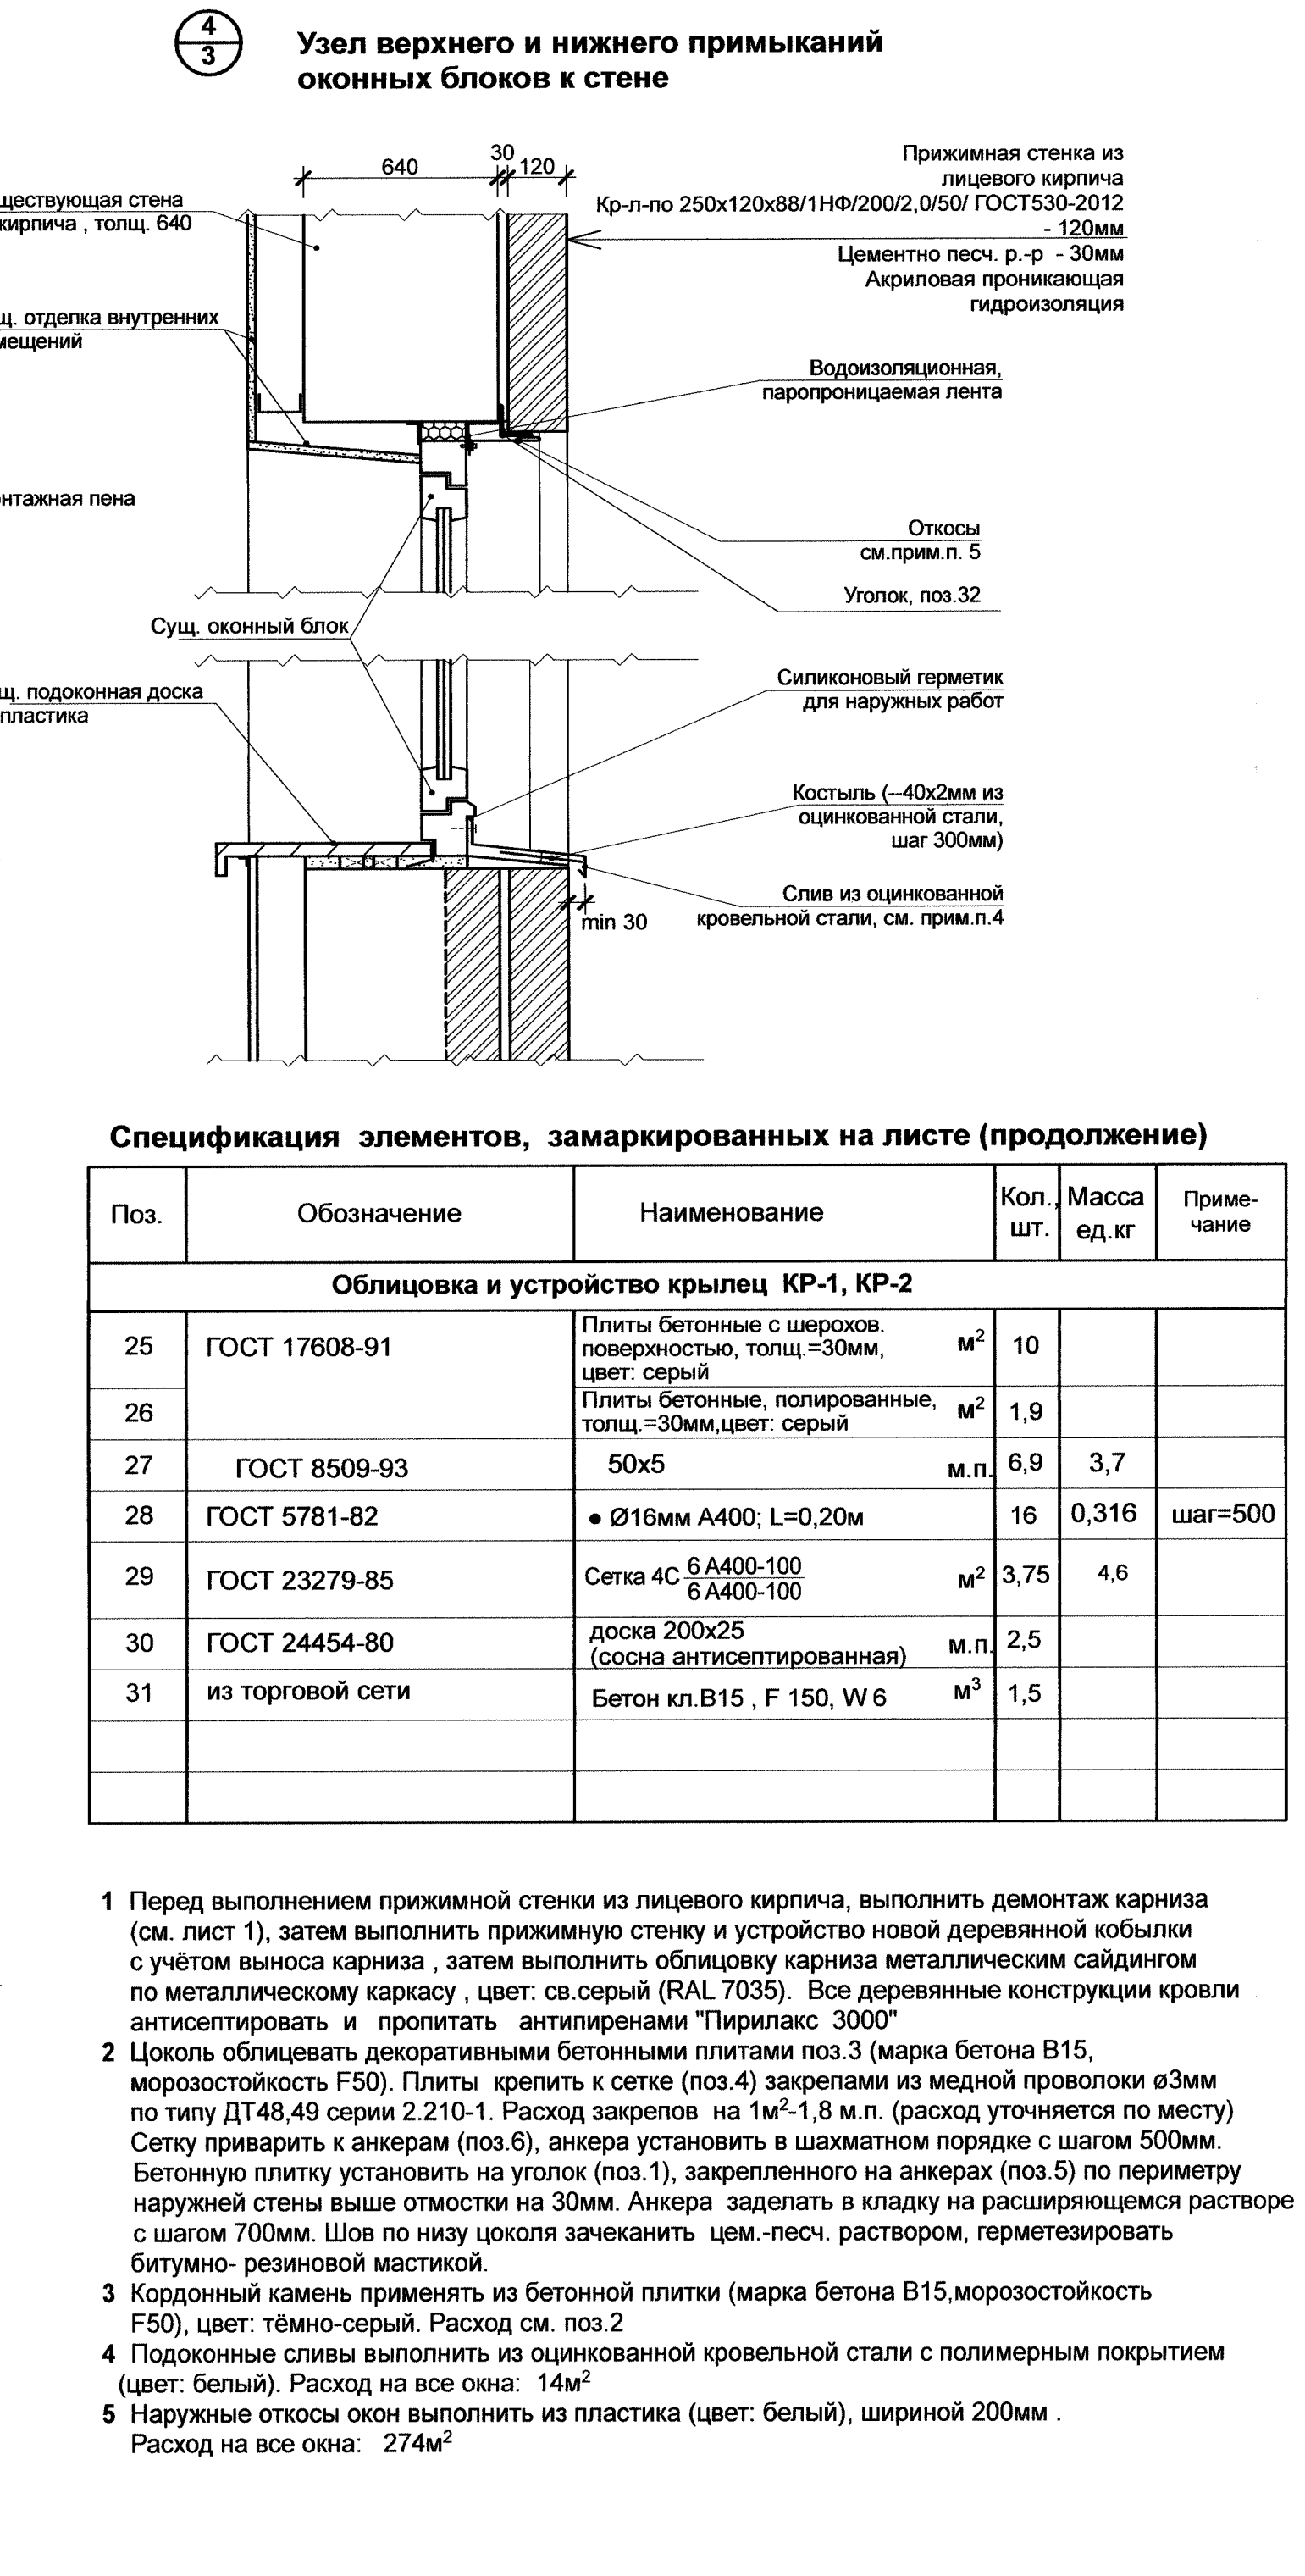 4
3
Узел верхнего и нижнего примыканий
оконных блоков к стене
640
30
120
Прижимная стенка из
лицевого кирпича
Кр-л-по 250х120х88/1НФ/200/2,0/50/ ГОСТ530-2012
- 120мм
Цементно песч. р.-р - 30мм
Акриловая проникающая
гидроизоляция
ществующая стена
кирпича , толщ. 640
щ. отделка внутренних
мещений
Водоизоляционная,
паропроницаемая лента
нтажная пена
Откосы
см.прим.п. 5
Уголок, поз.32
Сущ. оконный блок
Силиконовый герметик
для наружных работ
щ. подоконная доска
пластика
Костыль (--40х2мм из
оцинкованной стали,
шаг 300мм)
Слив из оцинкованной
кровельной стали, см. прим.п.4
min 30
Спецификация элементов, замаркированных на листе (продолжение)
Поз. Обозначение Наименование Кол., шт. Масса ед.кг Приме-чание
Облицовка и устройство крылец КР-1, КР-2
25 ГОСТ 17608-91 Плиты бетонные с шерохов. поверхностью, толщ.=30мм, цвет: серый м² 10
26 Плиты бетонные, полированные, толщ.=30мм,цвет: серый м² 1,9
27 ГОСТ 8509-93 50х5 м.п. 6,9 3,7
28 ГОСТ 5781-82 • Ø16мм А400; L=0,20м 16 0,316 шаг=500
29 ГОСТ 23279-85 Сетка 4С 6 А400-100 / 6 А400-100 м² 3,75 4,6
30 ГОСТ 24454-80 доска 200х25 (сосна антисептированная) м.п. 2,5
31 из торговой сети Бетон кл.В15 , F 150, W 6 м³ 1,5
1 Перед выполнением прижимной стенки из лицевого кирпича, выполнить демонтаж карниза
(см. лист 1), затем выполнить прижимную стенку и устройство новой деревянной кобылки
с учётом выноса карниза , затем выполнить облицовку карниза металлическим сайдингом
по металлическому каркасу , цвет: св.серый (RAL 7035). Все деревянные конструкции кровли
антисептировать и пропитать антипиренами "Пирилакс 3000"
2 Цоколь облицевать декоративными бетонными плитами поз.3 (марка бетона В15,
морозостойкость F50). Плиты крепить к сетке (поз.4) закрепами из медной проволоки ø3мм
по типу ДТ48,49 серии 2.210-1. Расход закрепов на 1м²-1,8 м.п. (расход уточняется по месту)
Сетку приварить к анкерам (поз.6), анкера установить в шахматном порядке с шагом 500мм.
Бетонную плитку установить на уголок (поз.1), закрепленного на анкерах (поз.5) по периметру
наружней стены выше отмостки на 30мм. Анкера заделать в кладку на расширяющемся растворе
с шагом 700мм. Шов по низу цоколя зачеканить цем.-песч. раствором, герметезировать
битумно- резиновой мастикой.
3 Кордонный камень применять из бетонной плитки (марка бетона В15,морозостойкость
F50), цвет: тёмно-серый. Расход см. поз.2
4 Подоконные сливы выполнить из оцинкованной кровельной стали с полимерным покрытием
(цвет: белый). Расход на все окна: 14м²
5 Наружные откосы окон выполнить из пластика (цвет: белый), шириной 200мм .
Расход на все окна: 274м²